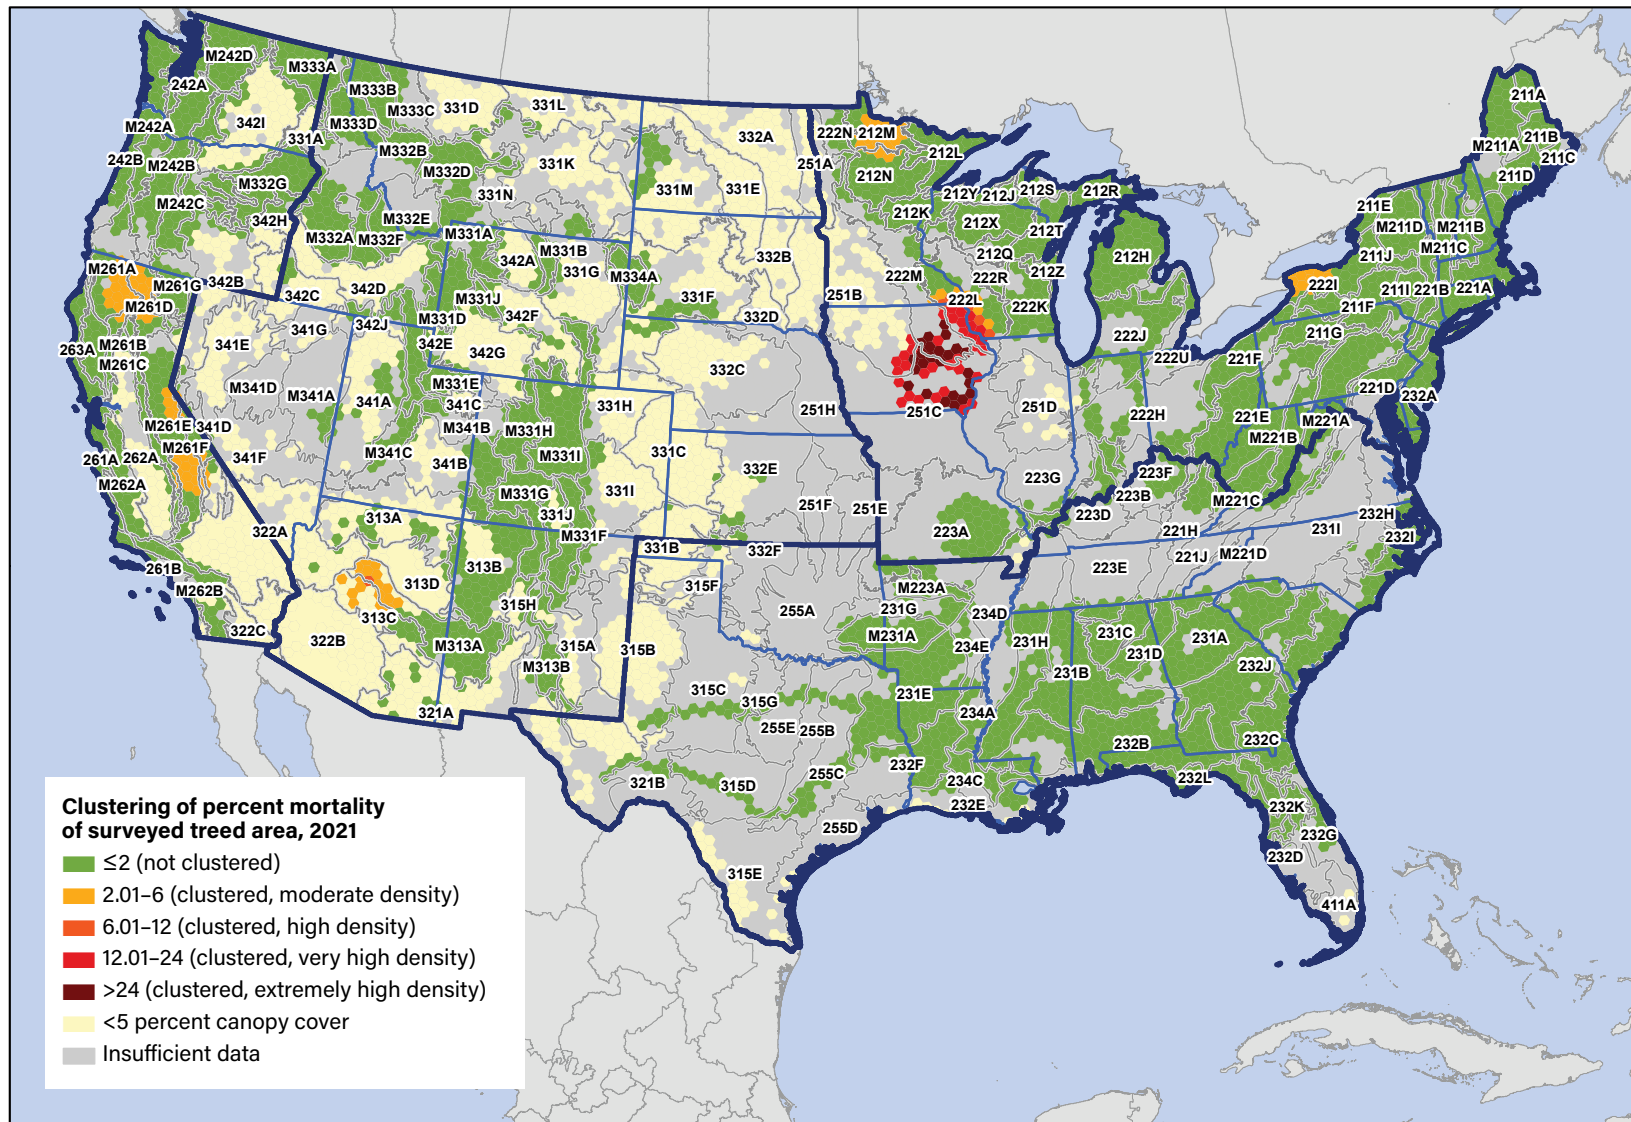 M242D
M333A
242A
M333B
M333C
331D
331L
342I
M333D
M242A
331A
332A
222N
212M
251A
212L
211A
211B
M211A
211C
211D
242B
M242B
M332B
M332D
331K
331N
331M
331E
212N
M332G
M242C
342H
M332E
M332A
M332F
M331A
212K
212Y
212J
212S
212R
212X
212T
211E
M211D
M211B
M211C
211J
M261A
M261G
M261D
342B
342C
342D
342A
M331B
331G
M334A
332B
222M
212Q
212Z
222R
212H
222I
211I
221B
221A
M331J
342F
331F
332D
251B
222L
222K
211F
211G
263A
M261B
M261C
341E
341G
342J
M331D
342E
342G
332C
222J
222U
221F
M341D
M341A
341A
M331E
341C
M341B
331H
251H
251C
251D
222H
221E
221D
232A
M221A
M221B
M261E
341D
M261F
341F
261A
262A
M262A
M341C
341B
M331H
M331I
331C
332E
223G
223F
223B
M221C
M331G
331I
331J
251F
251E
223A
223D
221H
231I
232H
232I
322A
313A
M331F
331B
332F
261B
M262B
322C
313D
313B
313C
322B
315H
315F
M223A
231G
255A
M231A
234D
234E
223E
221J
M221D
231H
231C
231D
231A
231B
232J
M313A
315A
M313B
315B
315C
315G
231E
234A
321A
255E
255B
232B
232C
321B
315D
255C
232F
234C
232E
232L
232K
232G
232D
255D
315E
411A
Clustering of percent mortality
of surveyed treed area, 2021
≤2 (not clustered)
2.01–6 (clustered, moderate density)
6.01–12 (clustered, high density)
12.01–24 (clustered, very high density)
>24 (clustered, extremely high density)
<5 percent canopy cover
Insufficient data